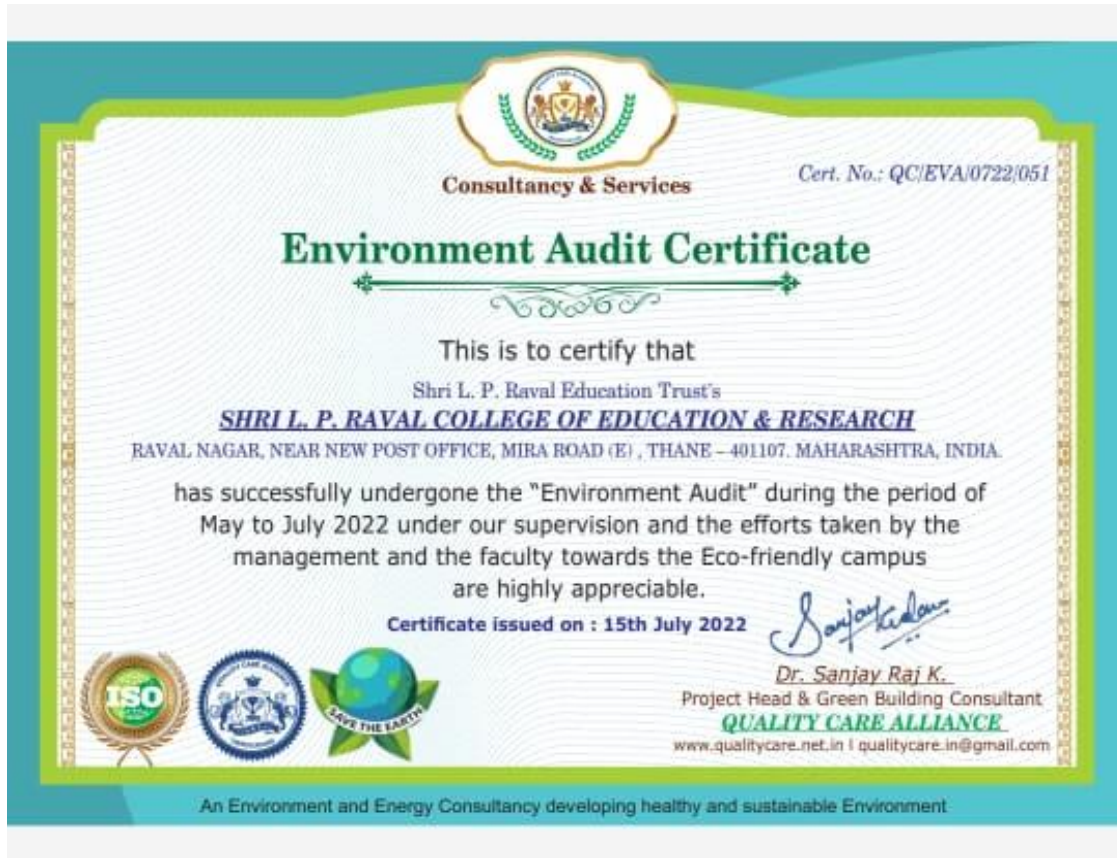 Consultancy & Services
Cert. No.: QC/EVA/0722/051
Environment Audit Certificate
This is to certify that
Shri L. P. Raval Education Trust's
SHRI L. P. RAVAL COLLEGE OF EDUCATION & RESEARCH
RAVAL NAGAR, NEAR NEW POST OFFICE, MIRA ROAD (E) , THANE – 401107. MAHARASHTRA, INDIA.
has successfully undergone the “Environment Audit” during the period of
May to July 2022 under our supervision and the efforts taken by the
management and the faculty towards the Eco-friendly campus
are highly appreciable.
Certificate issued on : 15th July 2022
ISO
SAVE THE EARTH
Dr. Sanjay Raj K.
Project Head & Green Building Consultant
QUALITY CARE ALLIANCE
www.qualitycare.net.in I qualitycare.in@gmail.com
An Environment and Energy Consultancy developing healthy and sustainable Environment